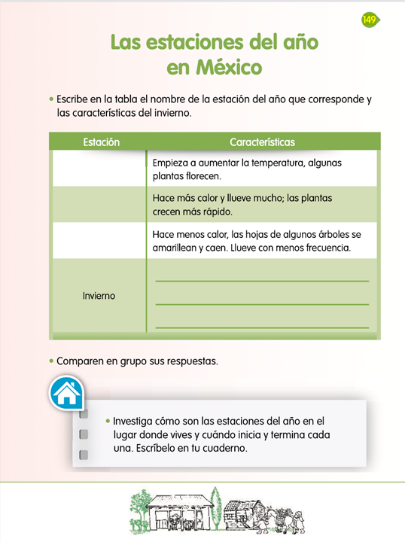 149
Las estaciones del año
en México
• Escribe en la tabla el nombre de la estación del año que corresponde y
las características del invierno.
Estación
Características
Empieza a aumentar la temperatura, algunas
plantas florecen.
Hace más calor y llueve mucho; las plantas
crecen más rápido.
Hace menos calor, las hojas de algunos árboles se
amarillean y caen. Llueve con menos frecuencia.
Invierno
• Comparen en grupo sus respuestas.
• Investiga cómo son las estaciones del año en el
lugar donde vives y cuándo inicia y termina cada
una. Escríbelo en tu cuaderno.